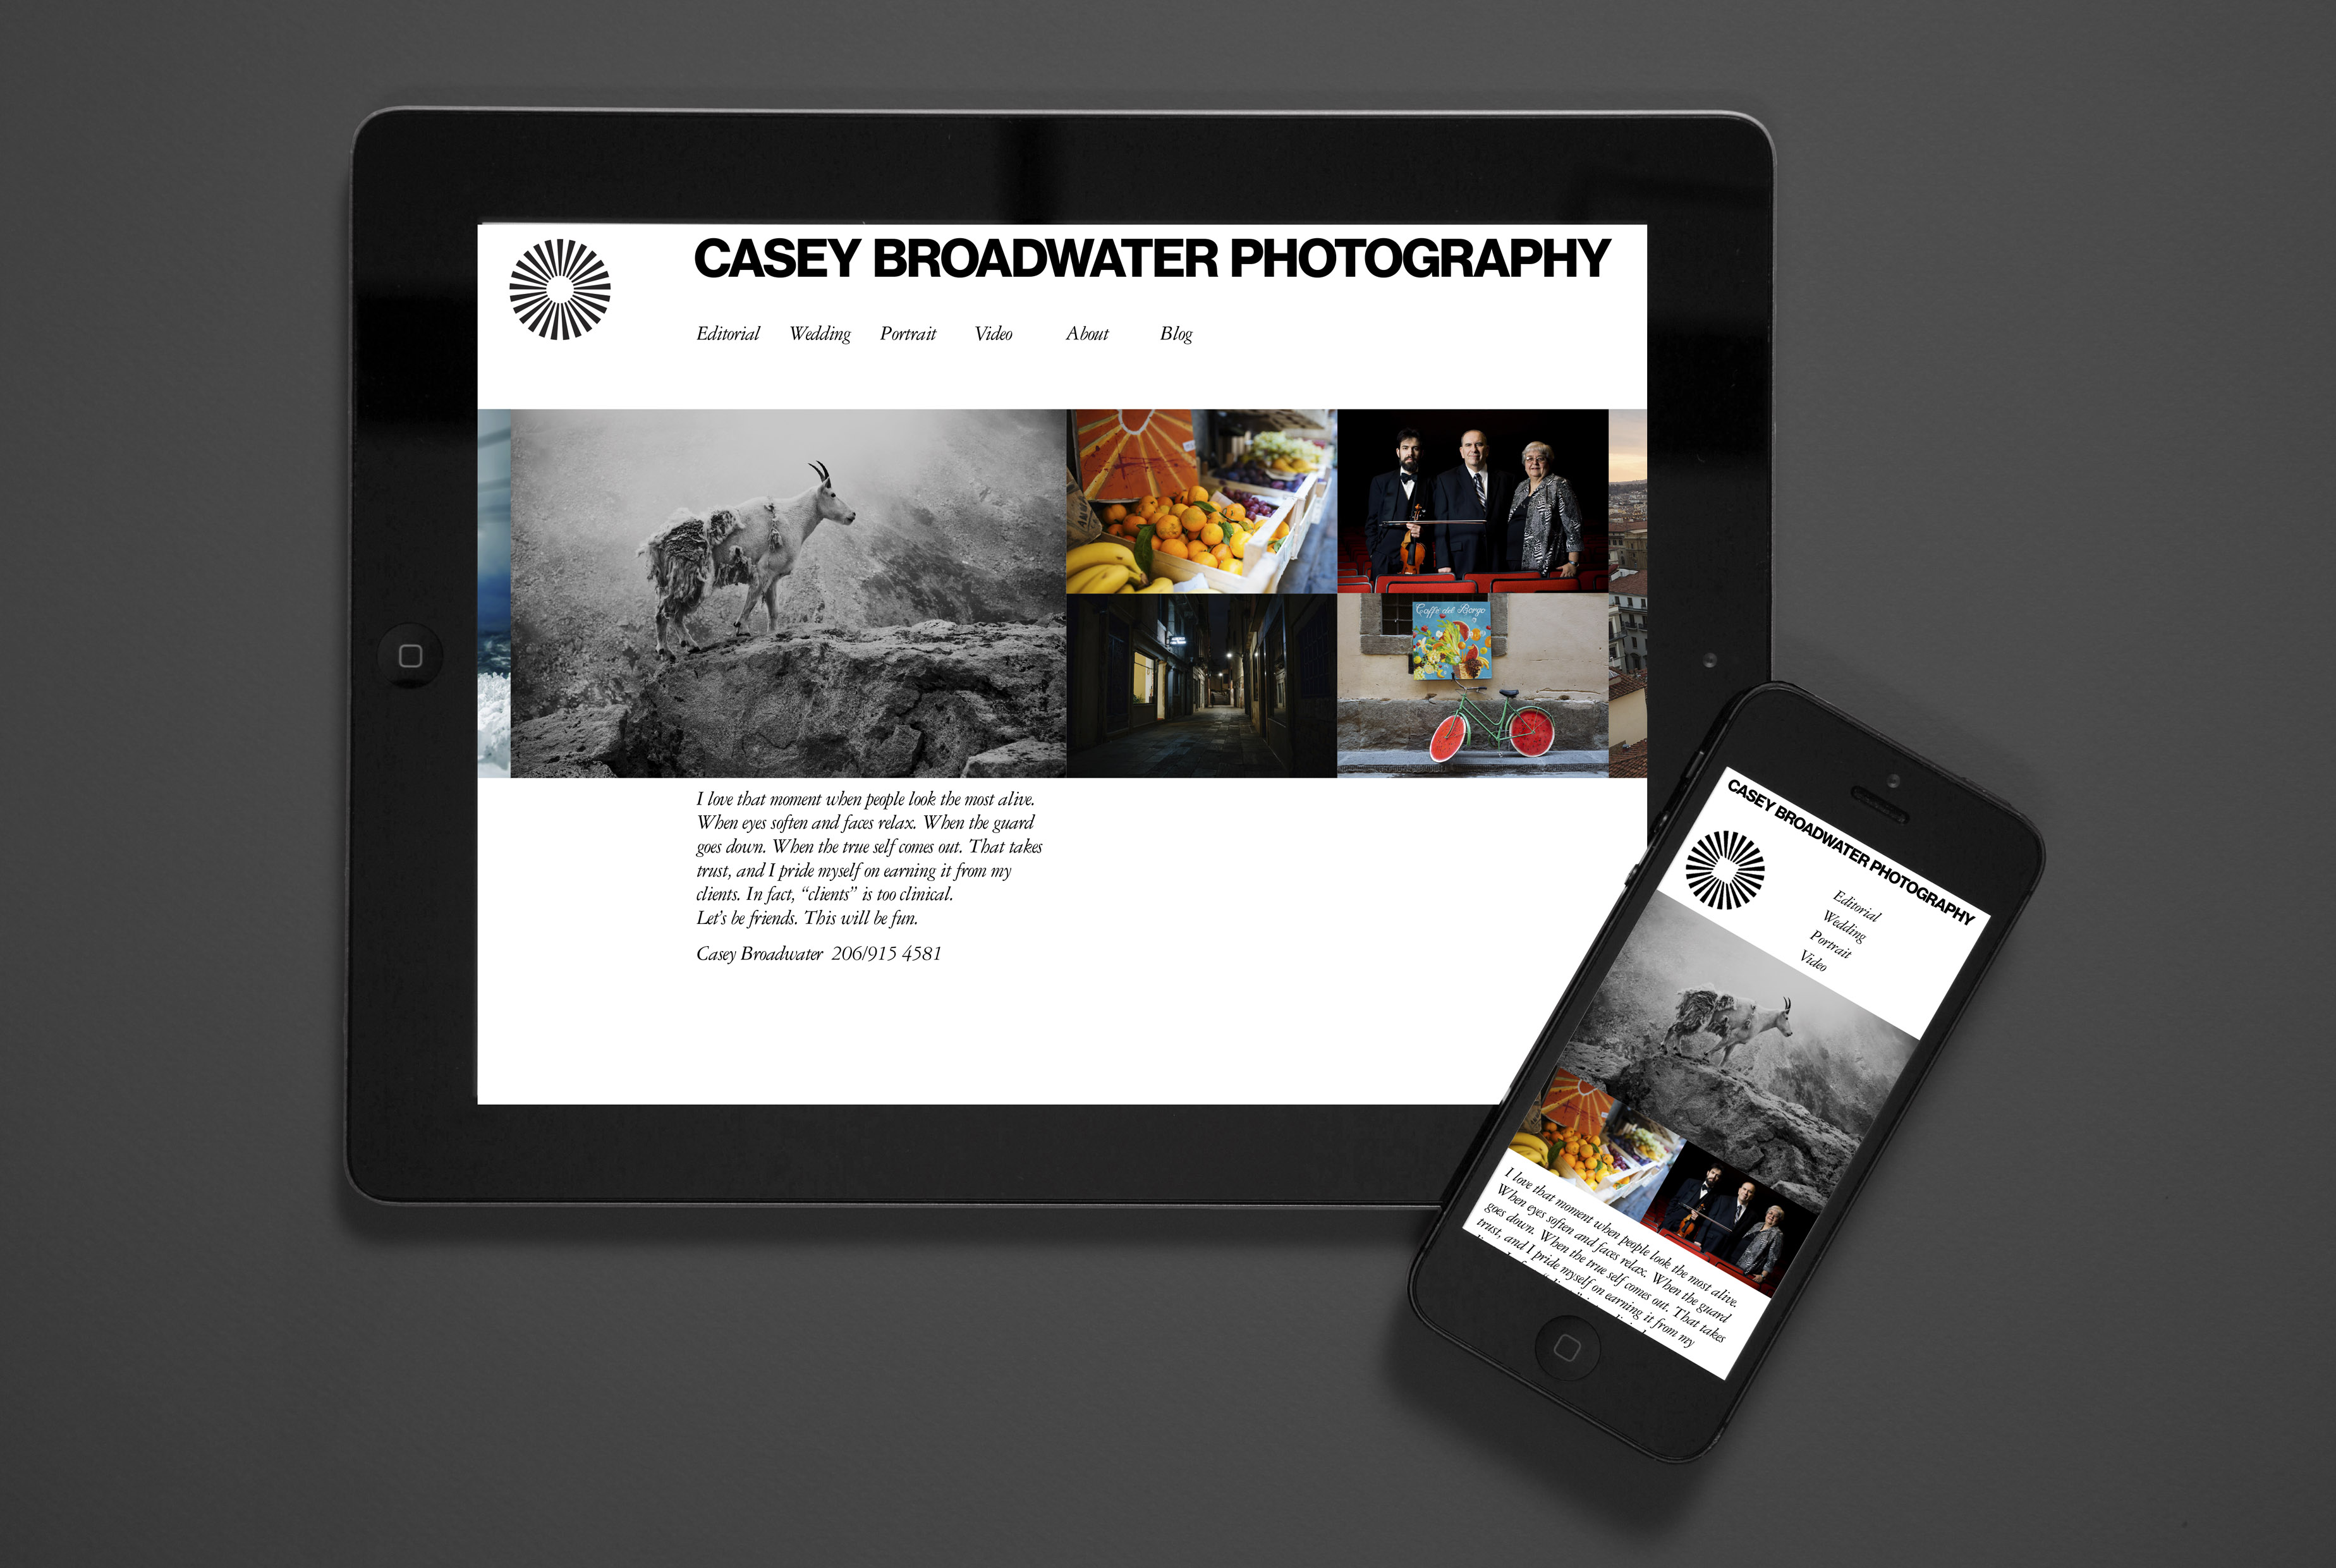 CASEY BROADWATER PHOTOGRAPHY
Editorial Wedding Portrait Video About Blog
Caffe del Borgo
I love that moment when people look the most alive.
When eyes soften and faces relax. When the guard
goes down. When the true self comes out. That takes
trust, and I pride myself on earning it from my
clients. In fact, “clients” is too clinical.
Let’s be friends. This will be fun.
Casey Broadwater 206/915 4581
CASEY BROADWATER PHOTOGRAPHY
Editorial
Wedding
Portrait
Video
I love that moment when people look the most alive.
When eyes soften and faces relax. When the guard
goes down. When the true self comes out. That takes
trust, and I pride myself on earning it from my